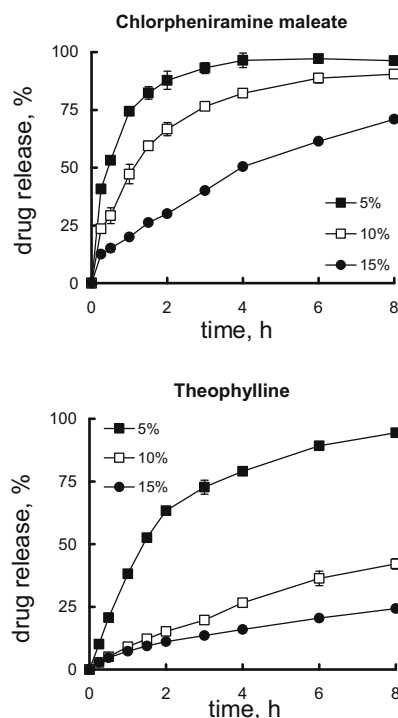 Chlorpheniramine maleate
100
75
50
25
0
drug release, %
5%
10%
15%
0 2 4 6 8
time, h
Theophylline
100
75
50
25
0
drug release, %
5%
10%
15%
0 2 4 6 8
time, h